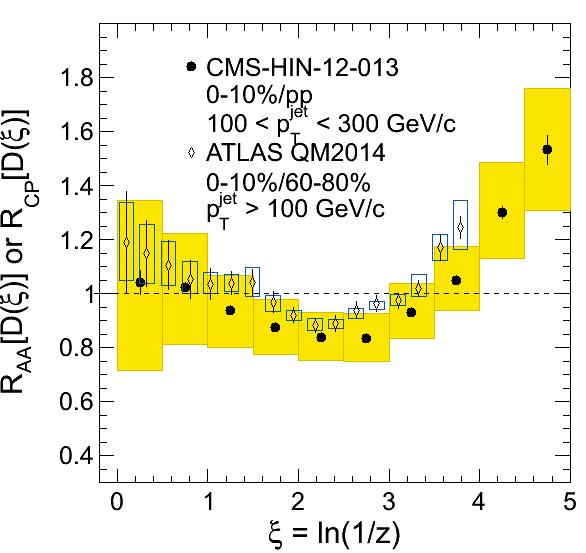 R_AA[D(ξ)] or R_CP[D(ξ)]
1.8
1.6
1.4
1.2
1
0.8
0.6
0.4
CMS-HIN-12-013
0-10%/pp
100 < p_T^jet < 300 GeV/c
ATLAS QM2014
0-10%/60-80%
p_T^jet > 100 GeV/c
0 1 2 3 4 5
ξ = ln(1/z)